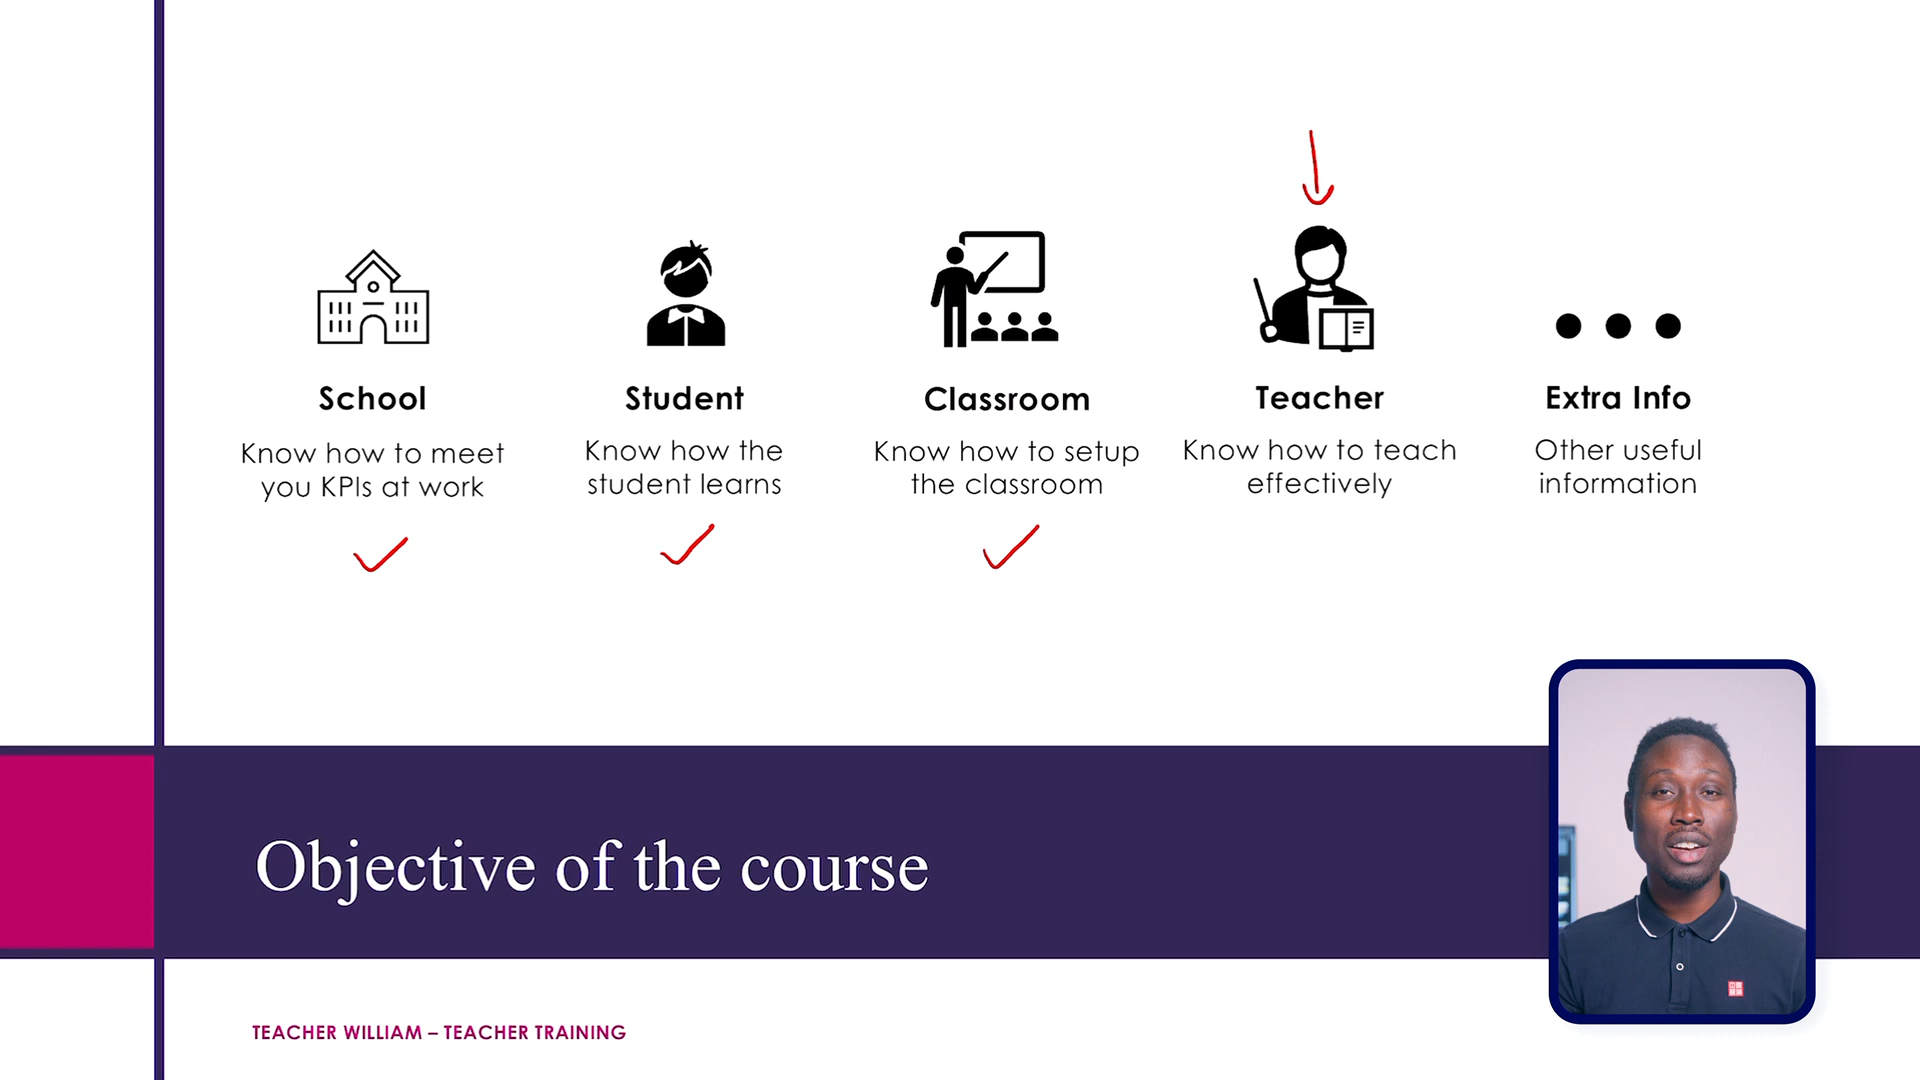 School
Know how to meet
you KPIs at work
Student
Know how the
student learns
Classroom
Know how to setup
the classroom
Teacher
Know how to teach
effectively
Extra Info
Other useful
information
Objective of the course
TEACHER WILLIAM – TEACHER TRAINING